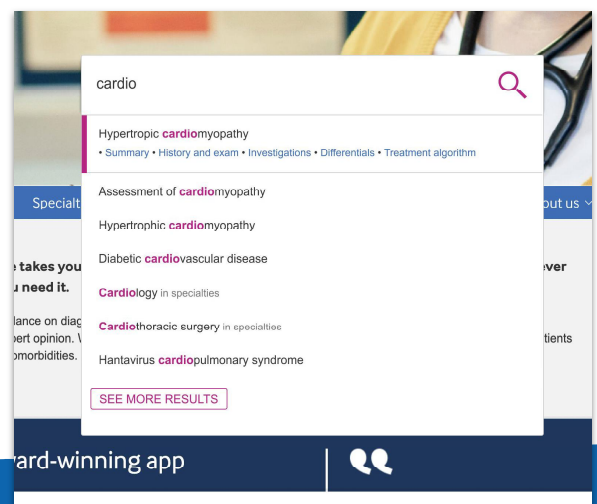 cardio
Hypertropic cardiomyopathy
• Summary • History and exam • Investigations • Differentials • Treatment algorithm
Assessment of cardiomyopathy
Specialt
out us
Hypertrophic cardiomyopathy
Diabetic cardiovascular disease
e takes you
ever
u need it.
Cardiology in specialties
lance on diag
Cardiothoracic surgery in specialties
pert opinion. W
tients
omorbidities.
Hantavirus cardiopulmonary syndrome
SEE MORE RESULTS
ard-winning app